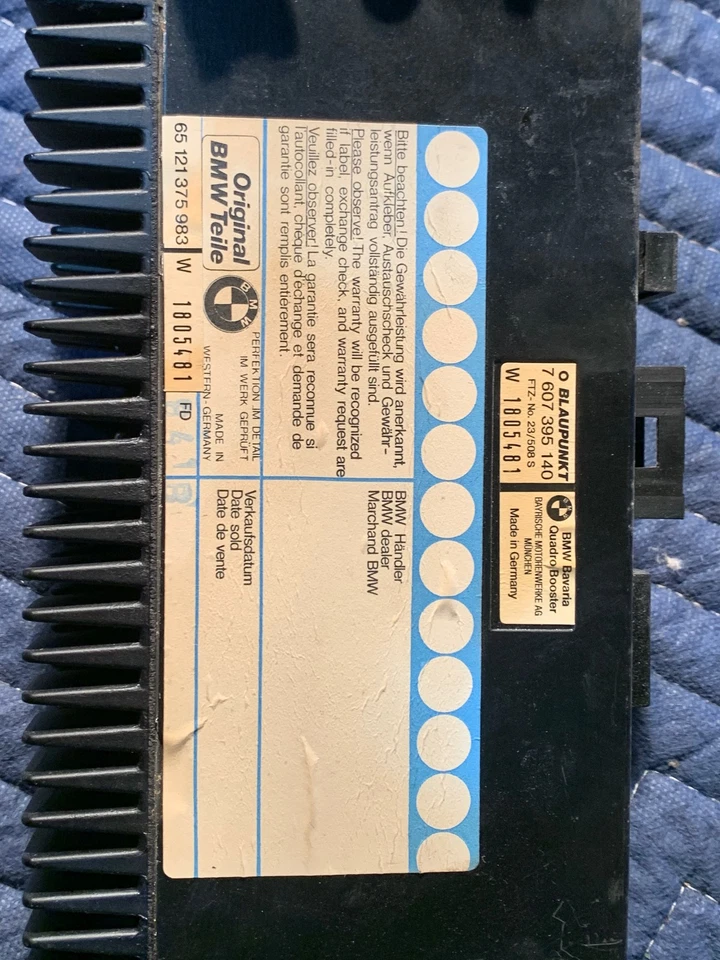 O BLAUPUNKT
7 607 395 140
FTZ-No. 23/508 S
W 1805481
BMW Bavaria
Quadro Booster
BAYRISCHE MOTORENWERKE AG
MÜNCHEN
Made in Germany
Bitte beachten! Die Gewährleistung wird anerkannt,
wenn Aufkleber, Austauschscheck und Gewähr-
leistungsantrag vollständig ausgefüllt sind.
Please observe! The warranty will be recognized
if label, exchange check, and warranty request are
filled-in completely.
Veuillez observer! La garantie sera reconnue si
l'autocollant, chèque d'échange et demande de
garantie sont remplis entièrement.
BMW Händler
BMW dealer
Marchand BMW
Original
BMW Teile
BMW
PERFEKTION IM DETAIL
IM WERK GEPRÜFT
MADE IN
WESTERN-GERMANY
Verkaufsdatum
Date sold
Date de vente
65 121 375 983 W 1805481 FD